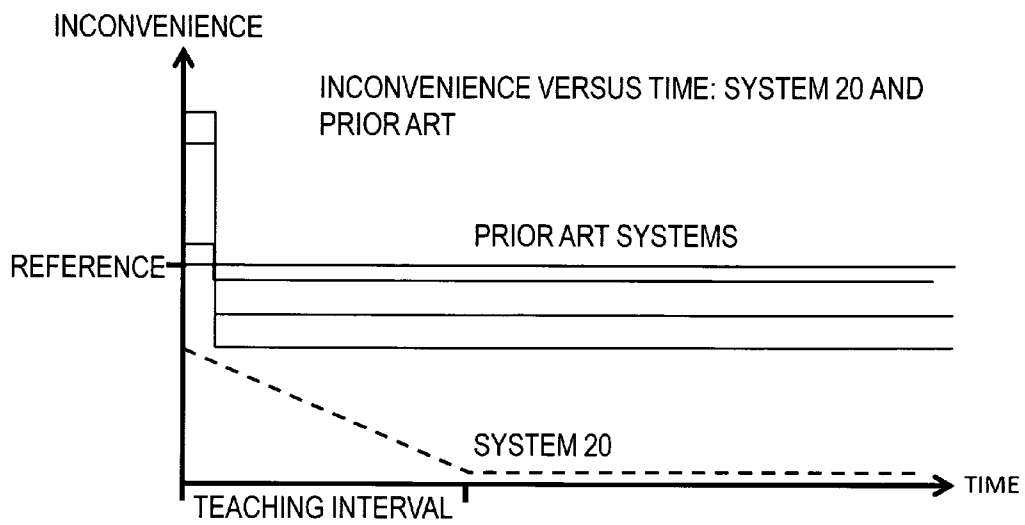 INCONVENIENCE
INCONVENIENCE VERSUS TIME: SYSTEM 20 AND
PRIOR ART
PRIOR ART SYSTEMS
REFERENCE
SYSTEM 20
TIME
TEACHING INTERVAL